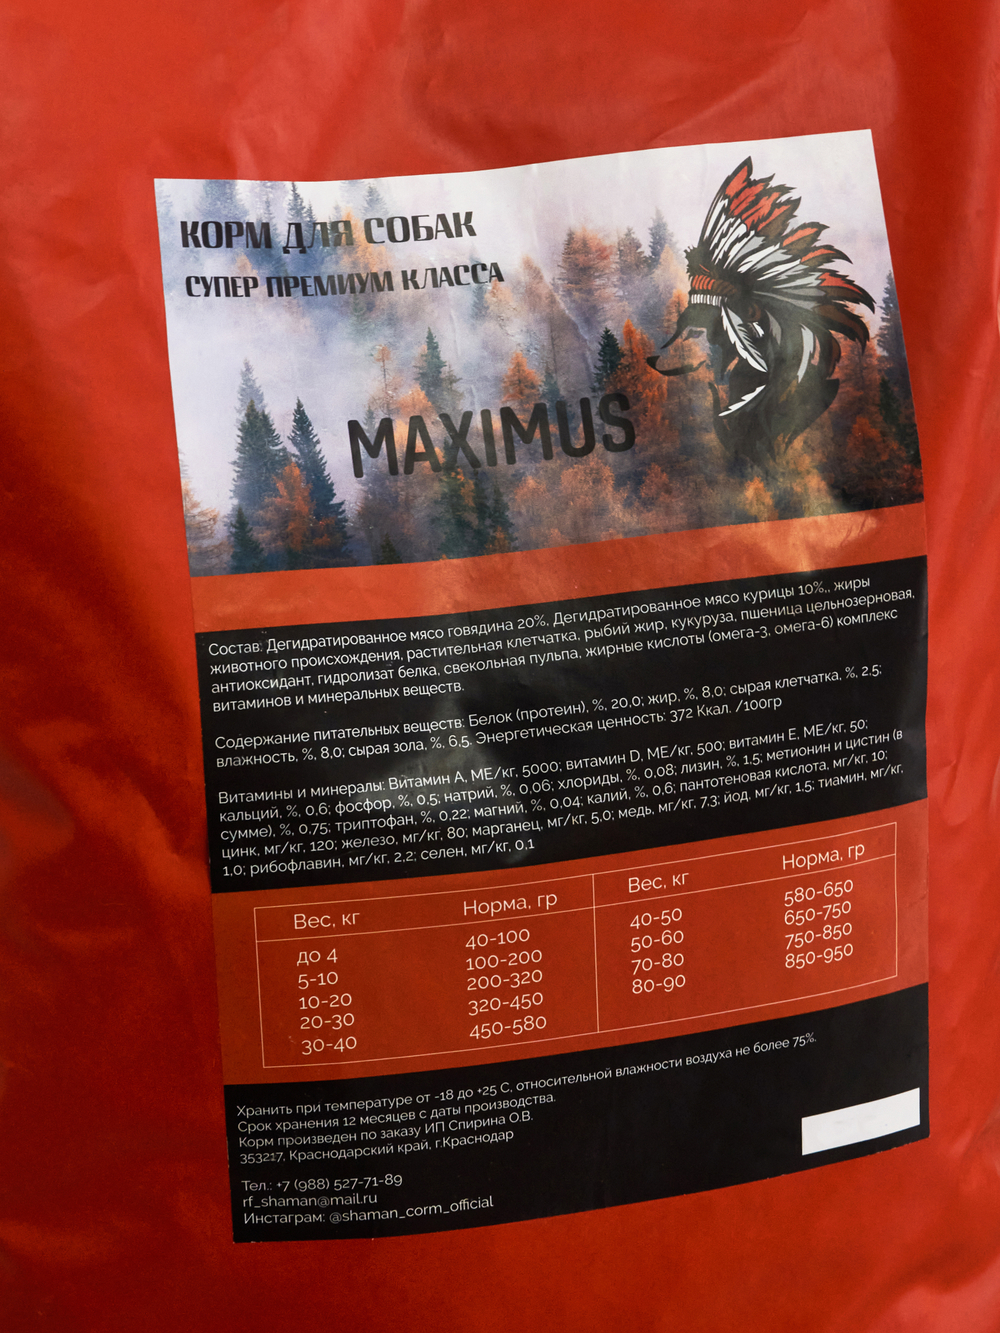 КОРМ ДЛЯ СОБАК
СУПЕР ПРЕМИУМ КЛАССА
MAXIMUS
Состав: Дегидратированное мясо говядина 20%, Дегидратированное мясо курицы 10%,, жиры
животного происхождения, растительная клетчатка, рыбий жир, кукуруза, пшеница цельнозерновая,
антиоксидант, гидролизат белка, свекольная пульпа, жирные кислоты (омега-3, омега-6) комплекс
витаминов и минеральных веществ.
Содержание питательных веществ: Белок (протеин), %, 20,0; жир, %, 8,0; сырая клетчатка, %, 2,5;
влажность, %, 8,0; сырая зола, %, 6,5. Энергетическая ценность: 372 Ккал. /100гр
Витамины и минералы: Витамин А, МЕ/кг, 5000; витамин D, МЕ/кг, 500; витамин Е, МЕ/кг, 50;
кальций, %, 0,6; фосфор, %, 0,5; натрий, %, 0,06; хлориды, %, 0,08; лизин, %, 1,5; метионин и цистин (в
сумме), %, 0,75; триптофан, %, 0,22; магний, %, 0,04; калий, %, 0,6; пантотеновая кислота, мг/кг, 10;
цинк, мг/кг, 120; железо, мг/кг, 80; марганец, мг/кг, 5,0; медь, мг/кг, 7,3; йод, мг/кг, 1,5; тиамин, мг/кг,
1,0; рибофлавин, мг/кг, 2,2; селен, мг/кг, 0,1
Вес, кг Норма, гр Вес, кг Норма, гр
до 4 40-100 40-50 580-650
5-10 100-200 50-60 650-750
10-20 200-320 70-80 750-850
20-30 320-450 80-90 850-950
30-40 450-580
Хранить при температуре от -18 до +25 С, относительной влажности воздуха не более 75%.
Срок хранения 12 месяцев с даты производства.
Корм произведен по заказу ИП Спирина О.В.
353217, Краснодарский край, г.Краснодар
Тел.: +7 (988) 527-71-89
rf_shaman@mail.ru
Инстаграм: @shaman_corm_official